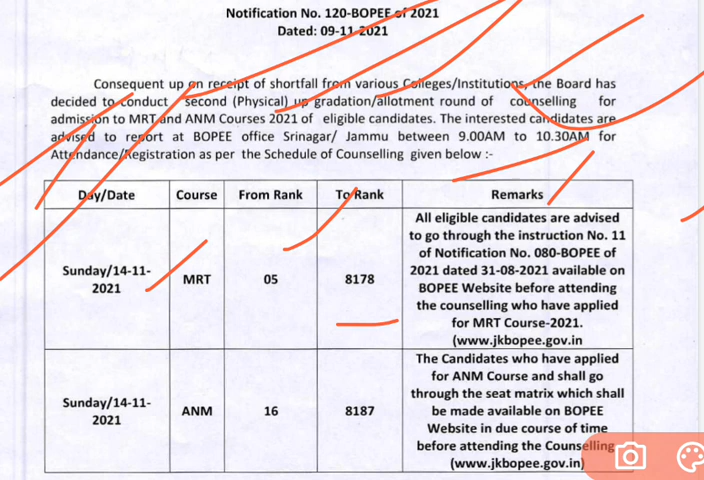 Notification No. 120-BOPEE of 2021
Dated: 09-11-2021
Consequent up on receipt of shortfall from various Colleges/Institutions, the Board has
decided to conduct second (Physical) up gradation/allotment round of counselling for
admission to MRT and ANM Courses 2021 of eligible candidates. The interested candidates are
advised to report at BOPEE office Srinagar/ Jammu between 9.00AM to 10.30AM for
Attendance/Registration as per the Schedule of Counselling given below :-
Day/Date Course From Rank To Rank Remarks
Sunday/14-11-
2021
MRT
05
8178
All eligible candidates are advised
to go through the instruction No. 11
of Notification No. 080-BOPEE of
2021 dated 31-08-2021 available on
BOPEE Website before attending
the counselling who have applied
for MRT Course-2021.
(www.jkbopee.gov.in
Sunday/14-11-
2021
ANM
16
8187
The Candidates who have applied
for ANM Course and shall go
through the seat matrix which shall
be made available on BOPEE
Website in due course of time
before attending the Counselling
(www.jkbopee.gov.in)